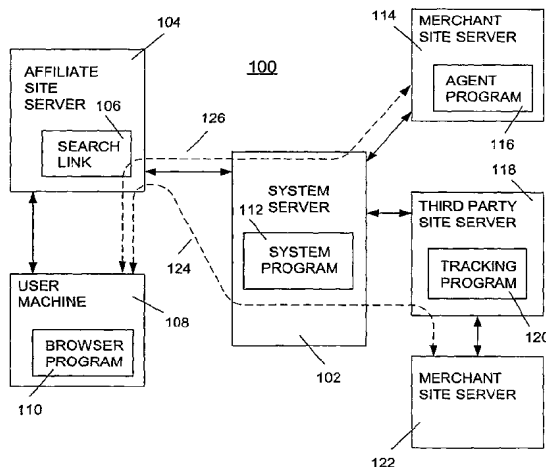 104
AFFILIATE
SITE
SERVER
106
SEARCH
LINK
100
126
114
MERCHANT
SITE SERVER
AGENT
PROGRAM
116
118
THIRD PARTY
SITE SERVER
TRACKING
PROGRAM
120
SYSTEM
SERVER
112
SYSTEM
PROGRAM
102
124
USER
MACHINE
108
BROWSER
PROGRAM
110
MERCHANT
SITE SERVER
122